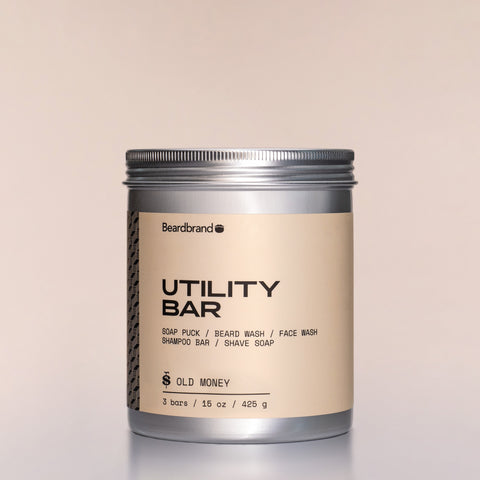 Beardbrand
UTILITY
BAR
SOAP PUCK / BEARD WASH / FACE WASH
SHAMPOO BAR / SHAVE SOAP
OLD MONEY
3 bars / 15 oz / 425 g